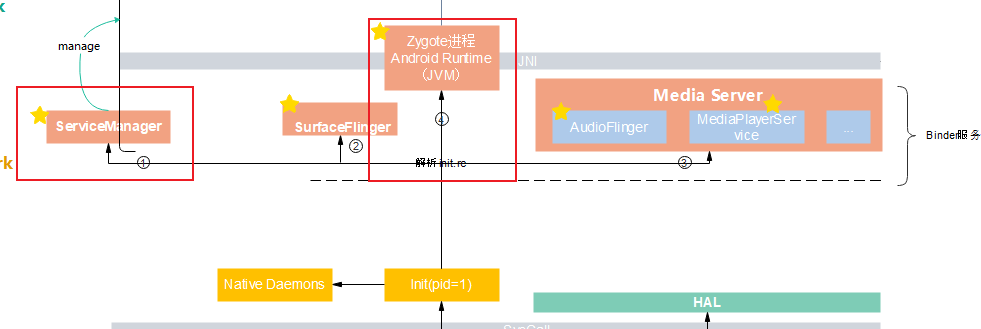 k
manage
Zygote进程
Android Runtime
(JVM)
JNI
Media Server
ServiceManager
SurfaceFlinger
AudioFlinger
MediaPlayerSer
vice
...
④
Binder服务
①
②
解析init.rc
③
rk
Native Daemons
Init(pid=1)
HAL
SysCall